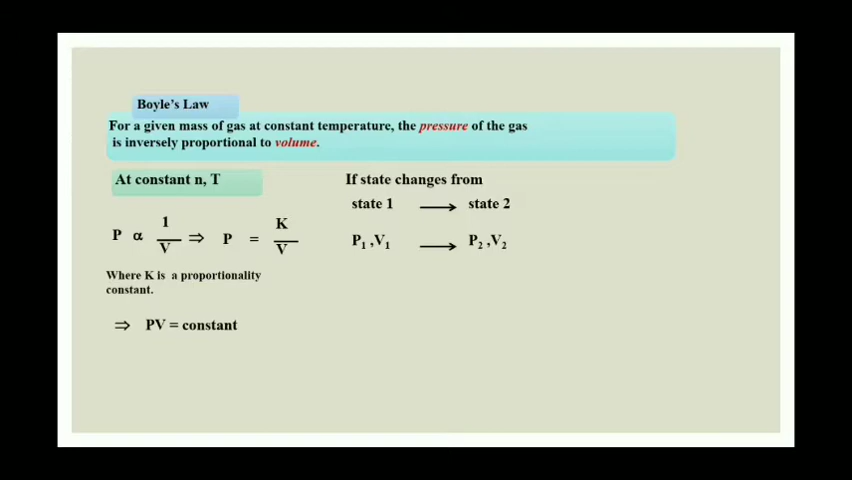 Boyle's Law
For a given mass of gas at constant temperature, the pressure of the gas
is inversely proportional to volume.
At constant n, T
P α 1/V ⇒ P = K/V
Where K is a proportionality
constant.
⇒ PV = constant
If state changes from
state 1 ⟶ state 2
P₁ ,V₁ ⟶ P₂ ,V₂